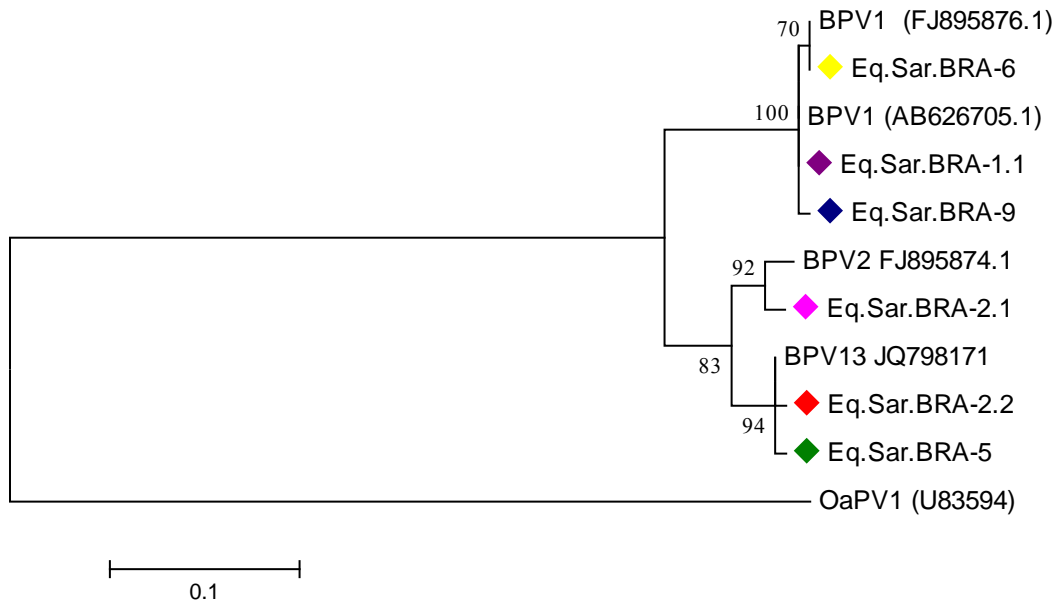 70
BPV1 (FJ895876.1)
Eq.Sar.BRA-6
100
BPV1 (AB626705.1)
Eq.Sar.BRA-1.1
Eq.Sar.BRA-9
92
BPV2 FJ895874.1
Eq.Sar.BRA-2.1
83
BPV13 JQ798171
Eq.Sar.BRA-2.2
94
Eq.Sar.BRA-5
OaPV1 (U83594)
0.1